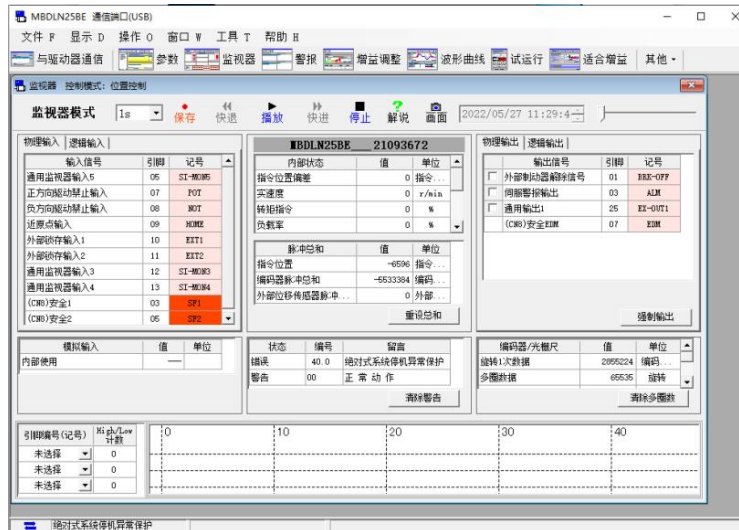 MBDLN25BE 通信端口(USB)
文件 F 显示 D 操作 O 窗口 W 工具 T 帮助 H
与驱动器通信 参数 监视器 警报 增益调整 波形曲线 试运行 适合增益 其他
监视器 控制模式：位置控制
监视器模式 1s 保存 快退 播放 快进 停止 解说 画面 2022/05/27 11:29:4
物理输入 逻辑输入
输入信号 引脚 记号
通用监视器输入5 05 SI-MON5
正方向驱动禁止输入 07 POT
负方向驱动禁止输入 08 NOT
近原点输入 09 HOME
外部锁存输入1 10 EXT1
外部锁存输入2 11 EXT2
通用监视器输入3 12 SI-MON3
通用监视器输入4 13 SI-MON4
(CN8)安全1 03 SF1
(CN8)安全2 05 SF2
MBDLN25BE___21093672
内部状态 值 单位
指令位置偏差 0 指令...
实速度 0 r/min
转矩指令 0 %
负载率 0 %
脉冲总和 值 单位
指令位置 -6596 指令...
编码器脉冲总和 -5533384 编码...
外部位移传感器脉冲... 0 外部...
重设总和
物理输出 逻辑输出
输出信号 引脚 记号
外部制动器解除信号 01 BRK-OFF
伺服警报输出 03 ALM
通用输出1 25 EX-OUT1
(CN8)安全EDM 07 EDM
强制输出
模拟输入 值 单位
内部使用 ——
状态 编号 留言
错误 40.0 绝对式系统停机异常保护
警告 00 正常动作
清除警告
编码器/光栅尺 值 单位
旋转1次数据 2855224 编码...
多圈数据 65535 旋转
清除多圈数
引脚编号(记号) High/Low计数 0 10 20 30 40
未选择 0
未选择 0
未选择 0
绝对式系统停机异常保护